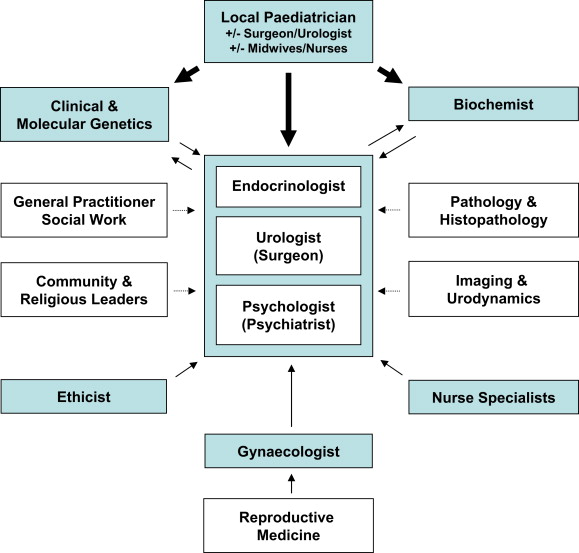 Local Paediatrician
+/- Surgeon/Urologist
+/- Midwives/Nurses
Clinical &
Molecular Genetics
Biochemist
Endocrinologist
General Practitioner
Social Work
Pathology &
Histopathology
Urologist
(Surgeon)
Community &
Religious Leaders
Imaging &
Urodynamics
Psychologist
(Psychiatrist)
Ethicist
Nurse Specialists
Gynaecologist
Reproductive
Medicine